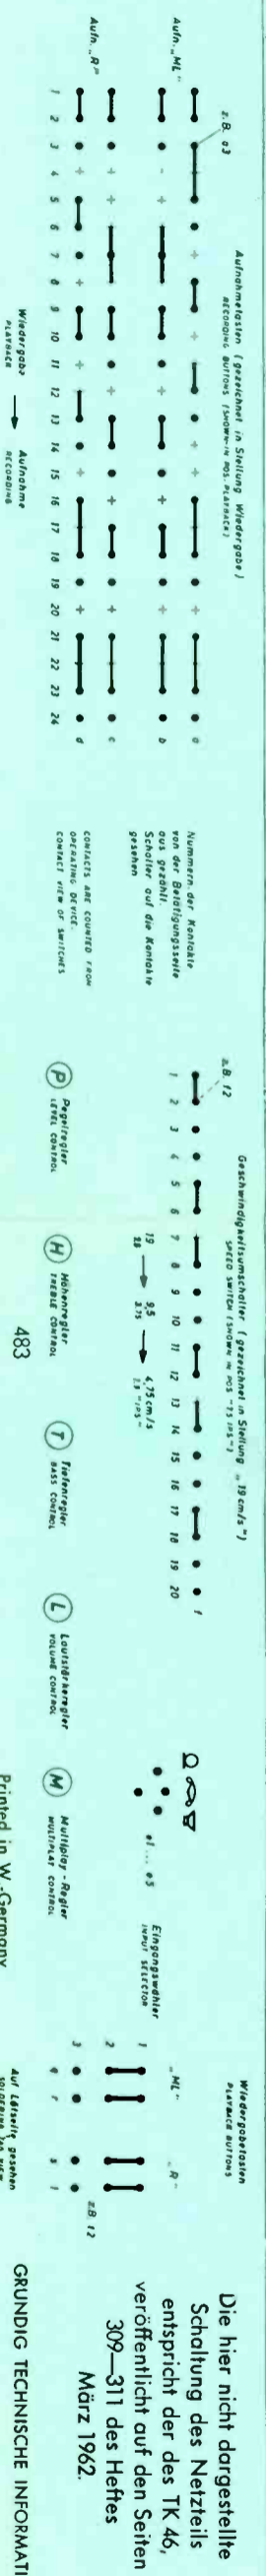 Aufnahmetasten (gezeichnet in Stellung Wiedergabe)
RECORDING BUTTONS (SHOWN IN POS. PLAYBACK)
z.B. a3
Aufn. „ML"
a
b
Aufn. „R"
c
d
1 2 3 4 5 6 7 8 9 10 11 12 13 14 15 16 17 18 19 20 21 22 23 24
Wiedergabe Aufnahme
PLAYBACK RECORDING
Nummern der Kontakte
von der Betätigungsseite
aus gezählt.
Schalter auf die Kontakte
gesehen
CONTACTS ARE COUNTED FROM
OPERATING DEVICE.
CONTACT VIEW OF SWITCHES
Geschwindigkeitsumschalter (gezeichnet in Stellung „19 cm/s")
SPEED SWITCH (SHOWN IN POS „7.5 IPS")
z.B. f2
f
1 2 3 4 5 6 7 8 9 10 11 12 13 14 15 16 17 18 19 20
19 9,5 4,75 cm/s
P Pegelregler
LEVEL CONTROL
H Höhenregler
TREBLE CONTROL
T Tiefenregler
BASS CONTROL
L Lautstärkeregler
VOLUME CONTROL
M Multiplay-Regler
MULTIPLAY CONTROL
e1 ... e5
Eingangswähler
INPUT SELECTOR
Wiedergabetasten
PLAYBACK BUTTONS
„ML" „R"
1
2
3
q r s t
z.B. t2
Auf Lötseite gesehen
Die hier nicht dargestellte
Schaltung des Netzteils
entspricht der des TK 46,
veröffentlicht auf den Seiten
309—311 des Heftes
März 1962.
483
Printed in W.-Germany
GRUNDIG TECHNISCHE INFORMATI